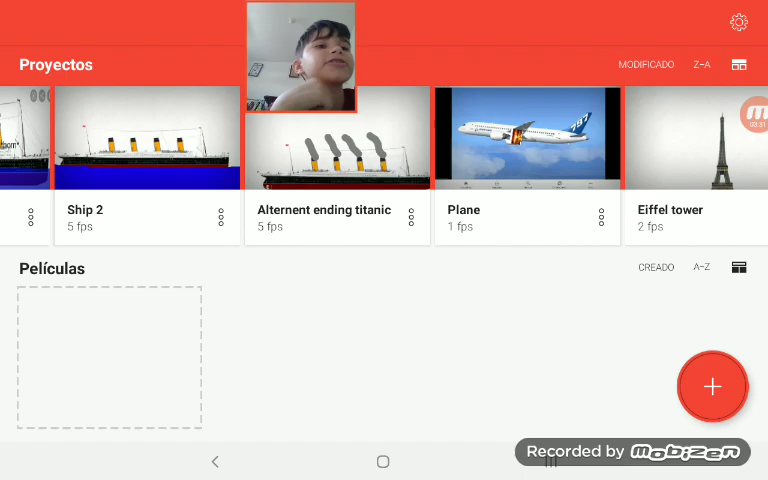 Proyectos
MODIFICADO Z–A
797
Ship 2
5 fps
Alternent ending titanic
5 fps
Plane
1 fps
Eiffel tower
2 fps
Películas
CREADO A–Z
+
Recorded by mobizen